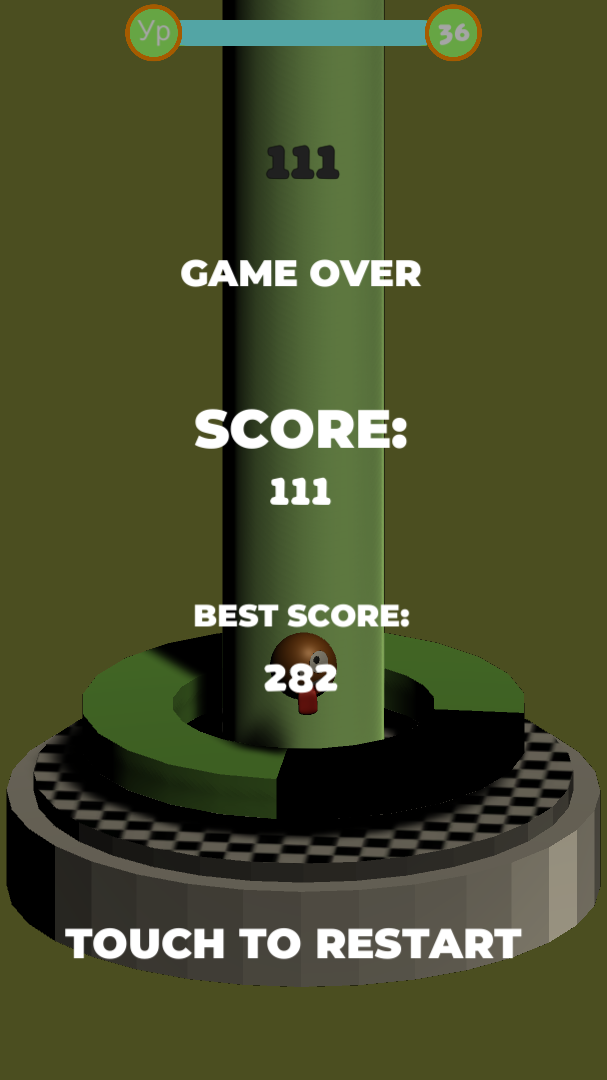 Ур 36
111
GAME OVER
SCORE:
111
BEST SCORE:
282
TOUCH TO RESTART